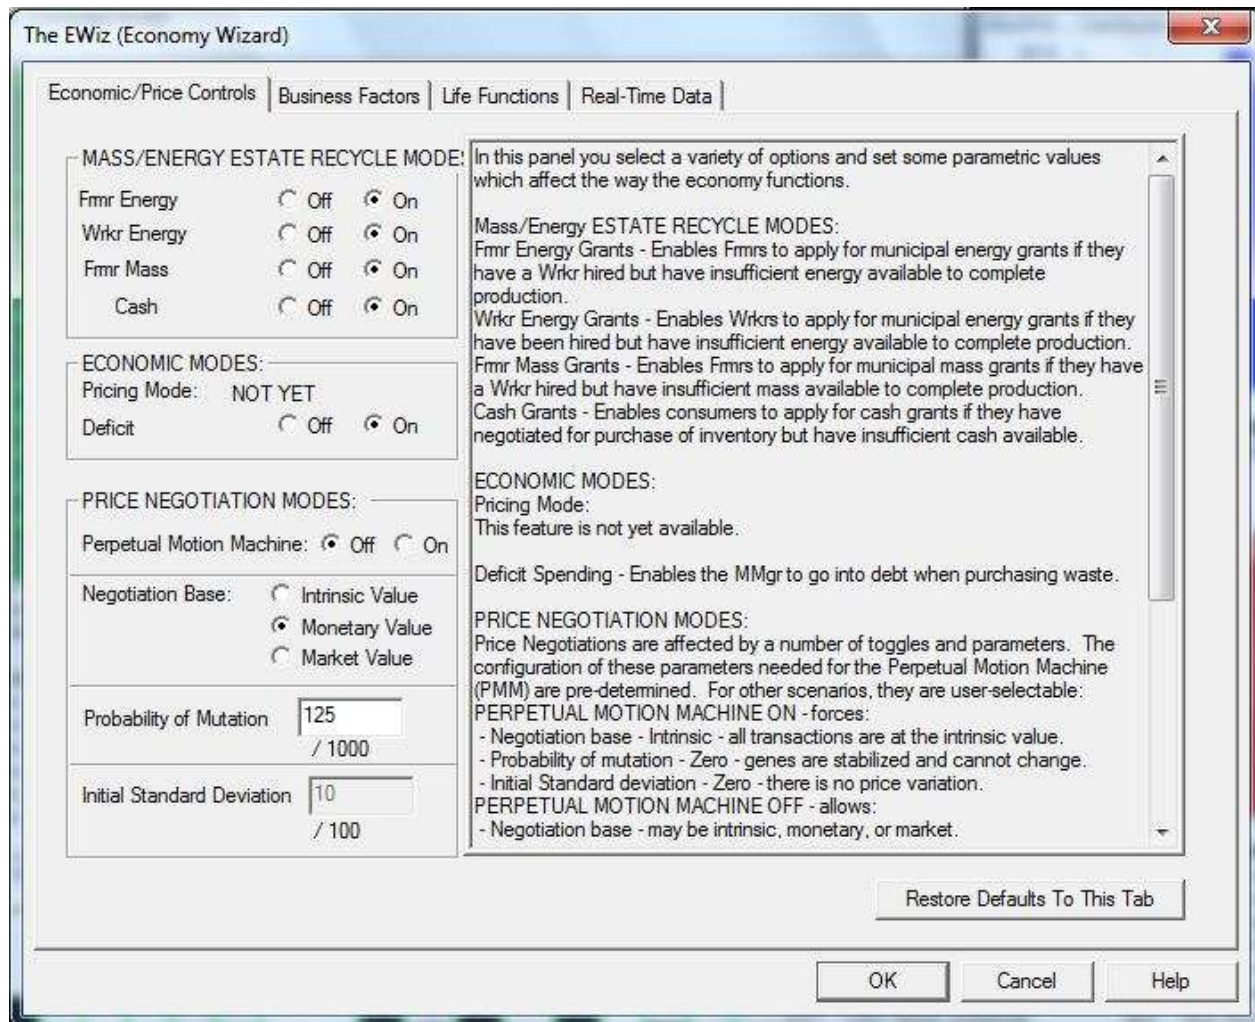 The EWiz (Economy Wizard)
Economic/Price Controls Business Factors Life Functions Real-Time Data
MASS/ENERGY ESTATE RECYCLE MODE
Frmr Energy Off On
Wrkr Energy Off On
Frmr Mass Off On
Cash Off On
ECONOMIC MODES:
Pricing Mode: NOT YET
Deficit Off On
PRICE NEGOTIATION MODES:
Perpetual Motion Machine: Off On
Negotiation Base: Intrinsic Value
Monetary Value
Market Value
Probability of Mutation 125
/ 1000
Initial Standard Deviation 10
/ 100
In this panel you select a variety of options and set some parametric values
which affect the way the economy functions.
Mass/Energy ESTATE RECYCLE MODES:
Frmr Energy Grants - Enables Frmrs to apply for municipal energy grants if they
have a Wrkr hired but have insufficient energy available to complete
production.
Wrkr Energy Grants - Enables Wrkrs to apply for municipal energy grants if they
have been hired but have insufficient energy available to complete production.
Frmr Mass Grants - Enables Frmrs to apply for municipal mass grants if they have
a Wrkr hired but have insufficient mass available to complete production.
Cash Grants - Enables consumers to apply for cash grants if they have
negotiated for purchase of inventory but have insufficient cash available.
ECONOMIC MODES:
Pricing Mode:
This feature is not yet available.
Deficit Spending - Enables the MMgr to go into debt when purchasing waste.
PRICE NEGOTIATION MODES:
Price Negotiations are affected by a number of toggles and parameters. The
configuration of these parameters needed for the Perpetual Motion Machine
(PMM) are pre-determined. For other scenarios, they are user-selectable:
PERPETUAL MOTION MACHINE ON - forces:
- Negotiation base - Intrinsic - all transactions are at the intrinsic value.
- Probability of mutation - Zero - genes are stabilized and cannot change.
- Initial Standard deviation - Zero - there is no price variation.
PERPETUAL MOTION MACHINE OFF - allows:
- Negotiation base - may be intrinsic, monetary, or market.
Restore Defaults To This Tab
OK Cancel Help